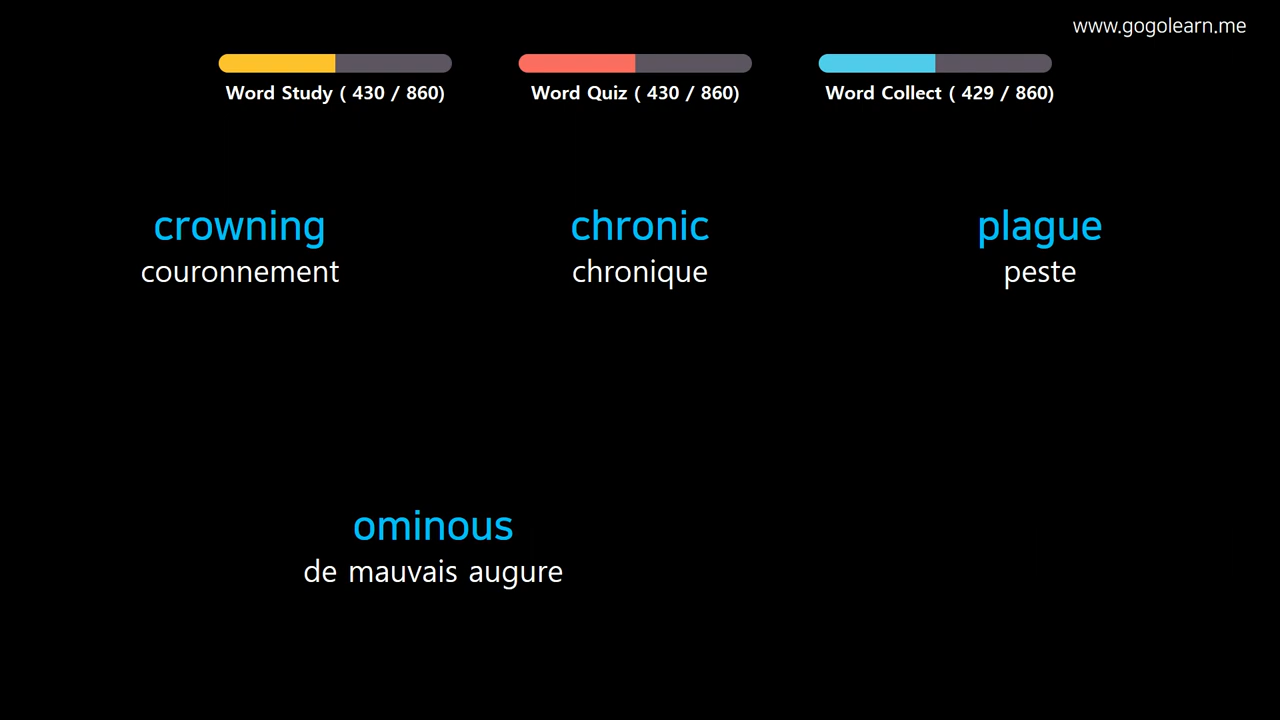 www.gogolearn.me
Word Study ( 430 / 860)
Word Quiz ( 430 / 860)
Word Collect ( 429 / 860)
crowning
couronnement
chronic
chronique
plague
peste
ominous
de mauvais augure